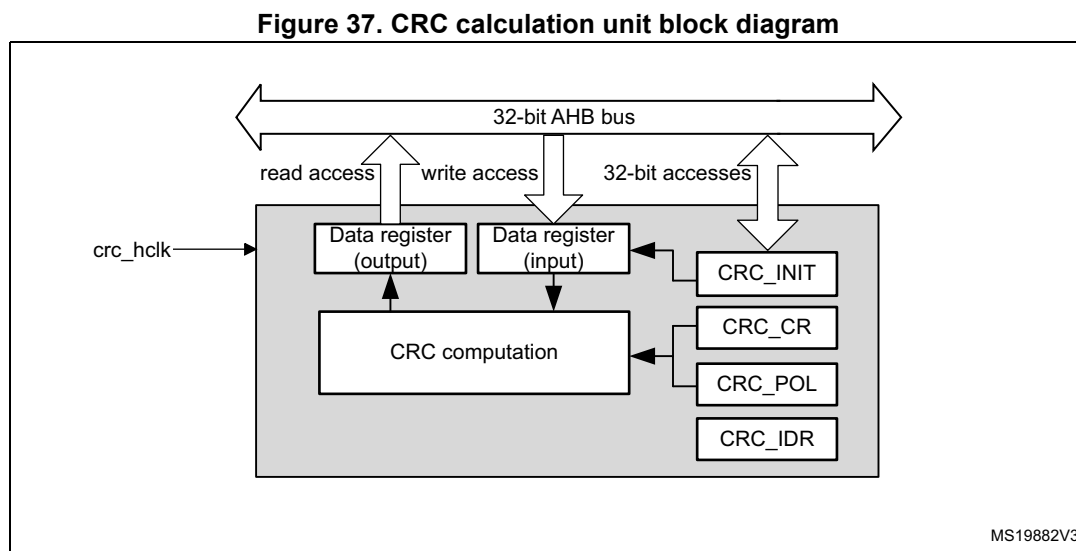 Figure 37. CRC calculation unit block diagram
32-bit AHB bus
read access
write access
32-bit accesses
crc_hclk
Data register
(output)
Data register
(input)
CRC_INIT
CRC computation
CRC_CR
CRC_POL
CRC_IDR
MS19882V3